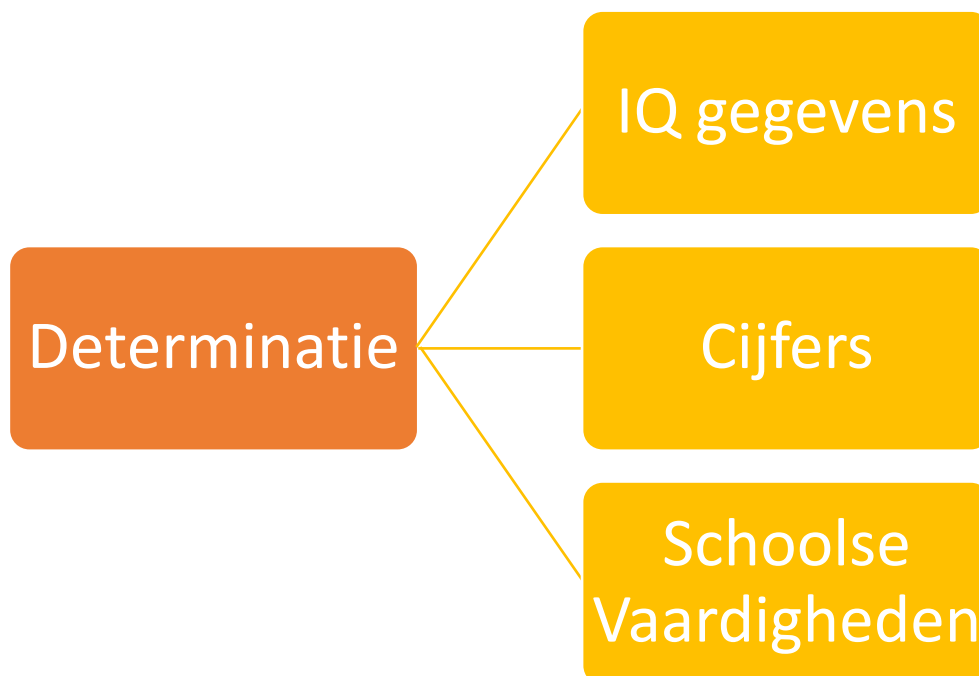 Determinatie
IQ gegevens
Cijfers
Schoolse
Vaardigheden